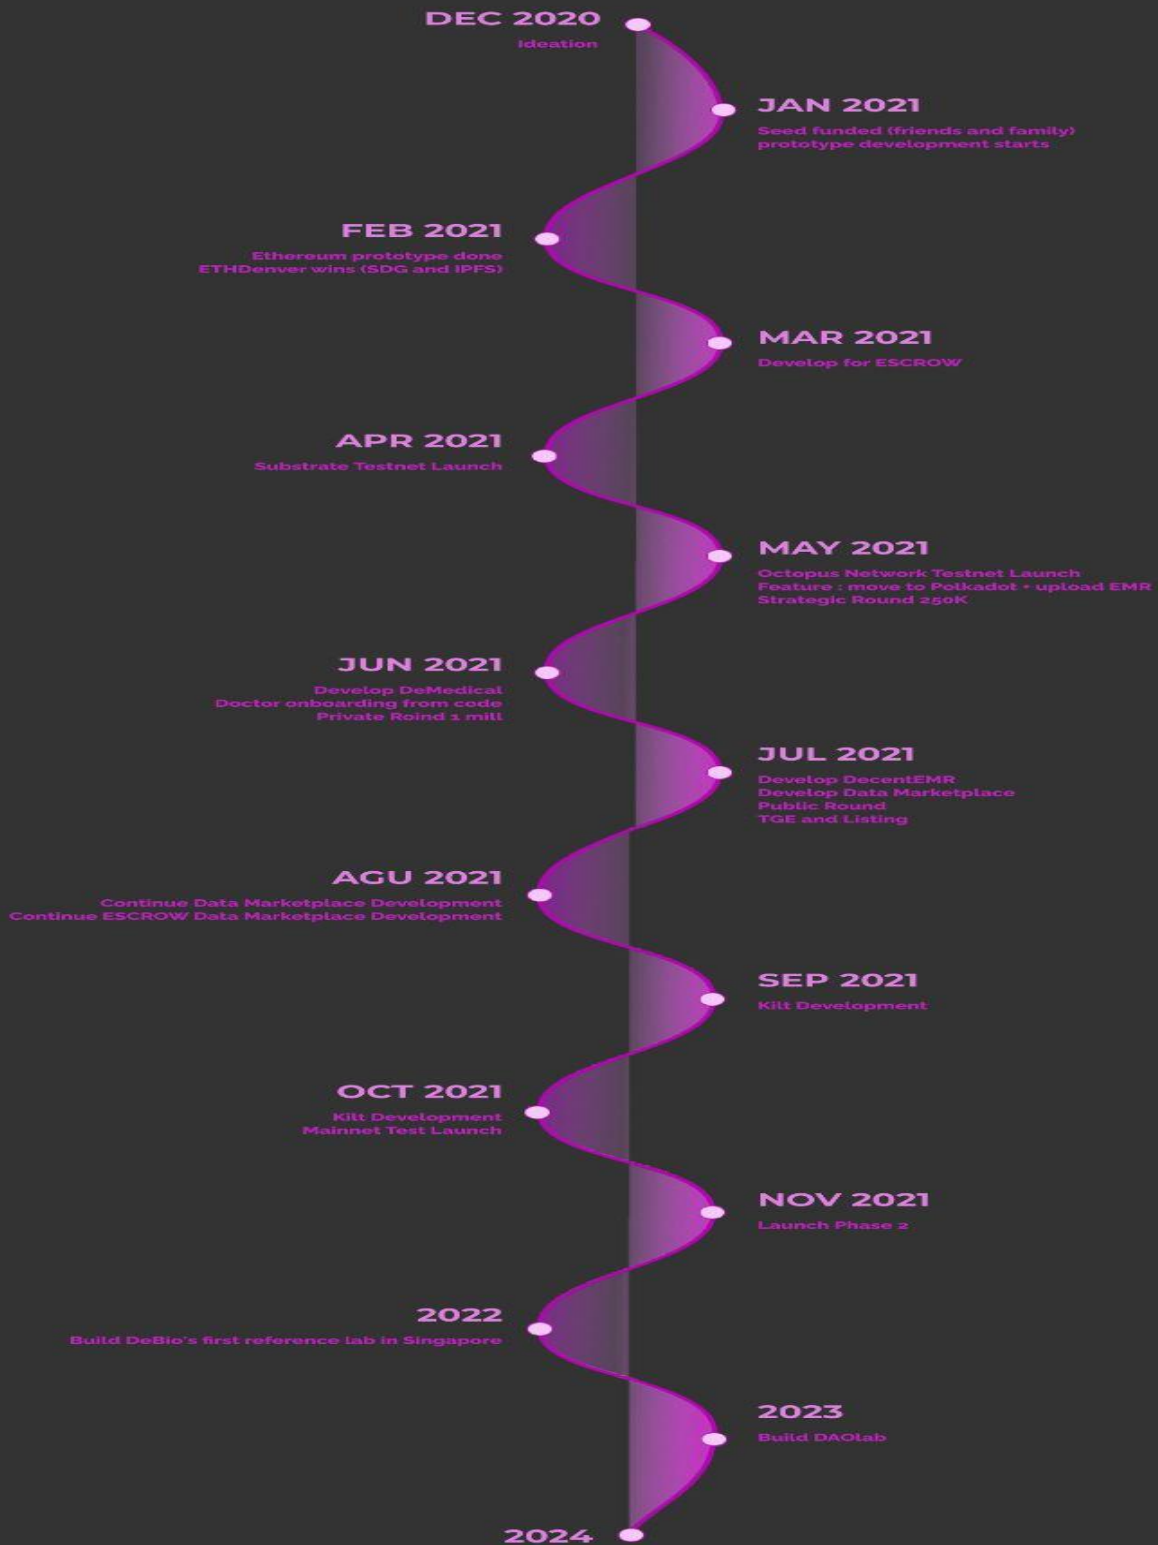 DEC 2020
Ideation
JAN 2021
Seed funded (friends and family)
prototype development starts
FEB 2021
Ethereum prototype done
ETHDenver wins (SDG and IPFS)
MAR 2021
Develop for ESCROW
APR 2021
Substrate Testnet Launch
MAY 2021
Octopus Network Testnet Launch
Feature : move to Polkadot + upload EMR
Strategic Round 250K
JUN 2021
Develop DeMedical
Doctor onboarding from code
Private Roind 1 mill
JUL 2021
Develop DecentEMR
Develop Data Marketplace
Public Round
TGE and Listing
AGU 2021
Continue Data Marketplace Development
Continue ESCROW Data Marketplace Development
SEP 2021
Kilt Development
OCT 2021
Kilt Development
Mainnet Test Launch
NOV 2021
Launch Phase 2
2022
Build DeBio's first reference lab in Singapore
2023
Build DAOlab
2024